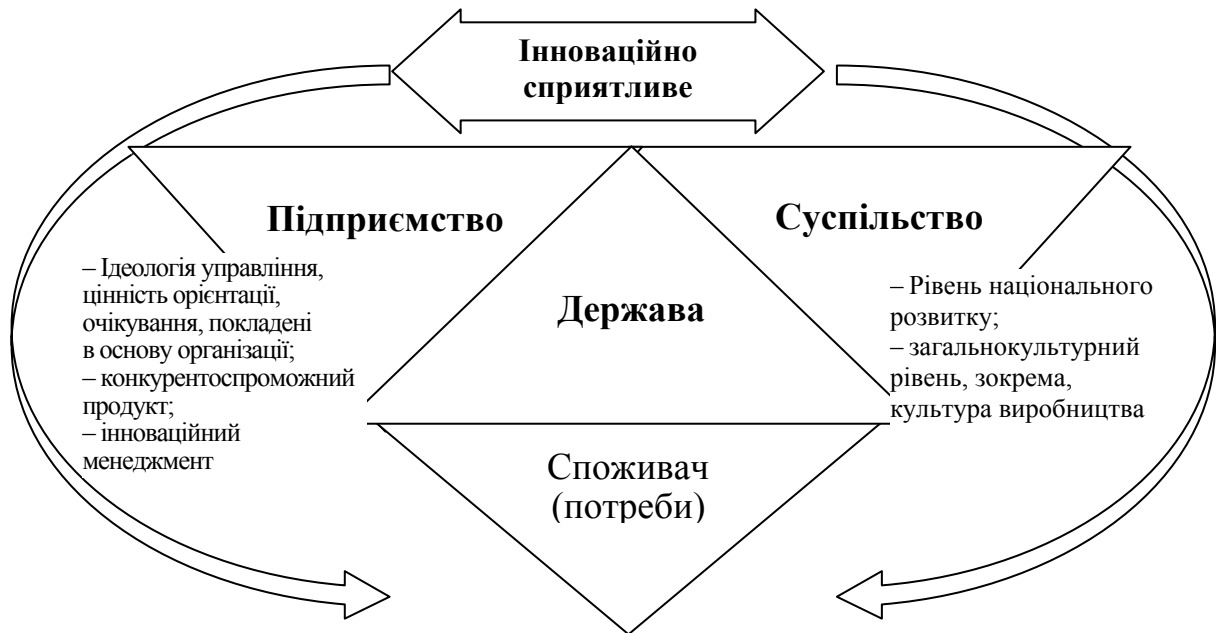 Інноваційно
сприятливе
Підприємство
– Ідеологія управління,
цінність орієнтації,
очікування, покладені
в основу організації;
– конкурентоспроможний
продукт;
– інноваційний
менеджмент
Суспільство
– Рівень національного
розвитку;
– загальнокультурний
рівень, зокрема,
культура виробництва
Держава
Споживач
(потреби)